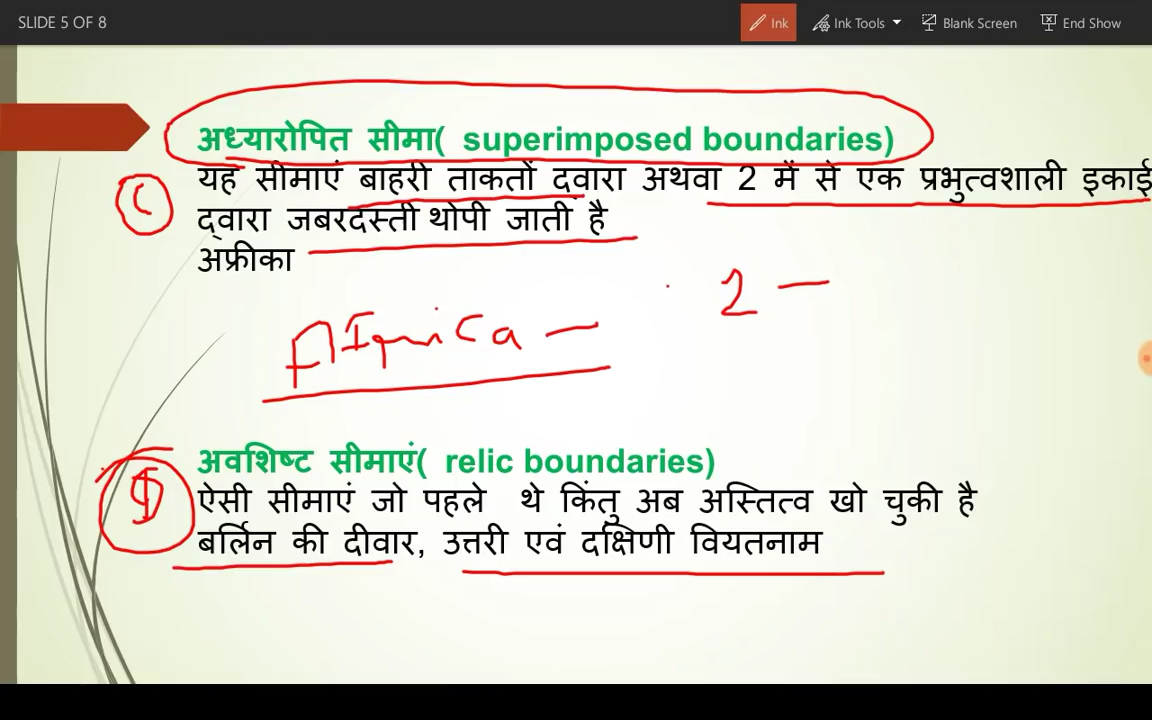 SLIDE 5 OF 8
Ink
Ink Tools
Blank Screen
End Show
अध्यारोपित सीमा( superimposed boundaries)
यह सीमाएं बाहरी ताकतों द्वारा अथवा 2 में से एक प्रभुत्वशाली इकाई
C
द्वारा जबरदस्ती थोपी जाती है
अफ्रीका
2 —
अवशिष्ट सीमाएं( relic boundaries)
D
ऐसी सीमाएं जो पहले थे किंतु अब अस्तित्व खो चुकी है
बर्लिन की दीवार, उत्तरी एवं दक्षिणी वियतनाम